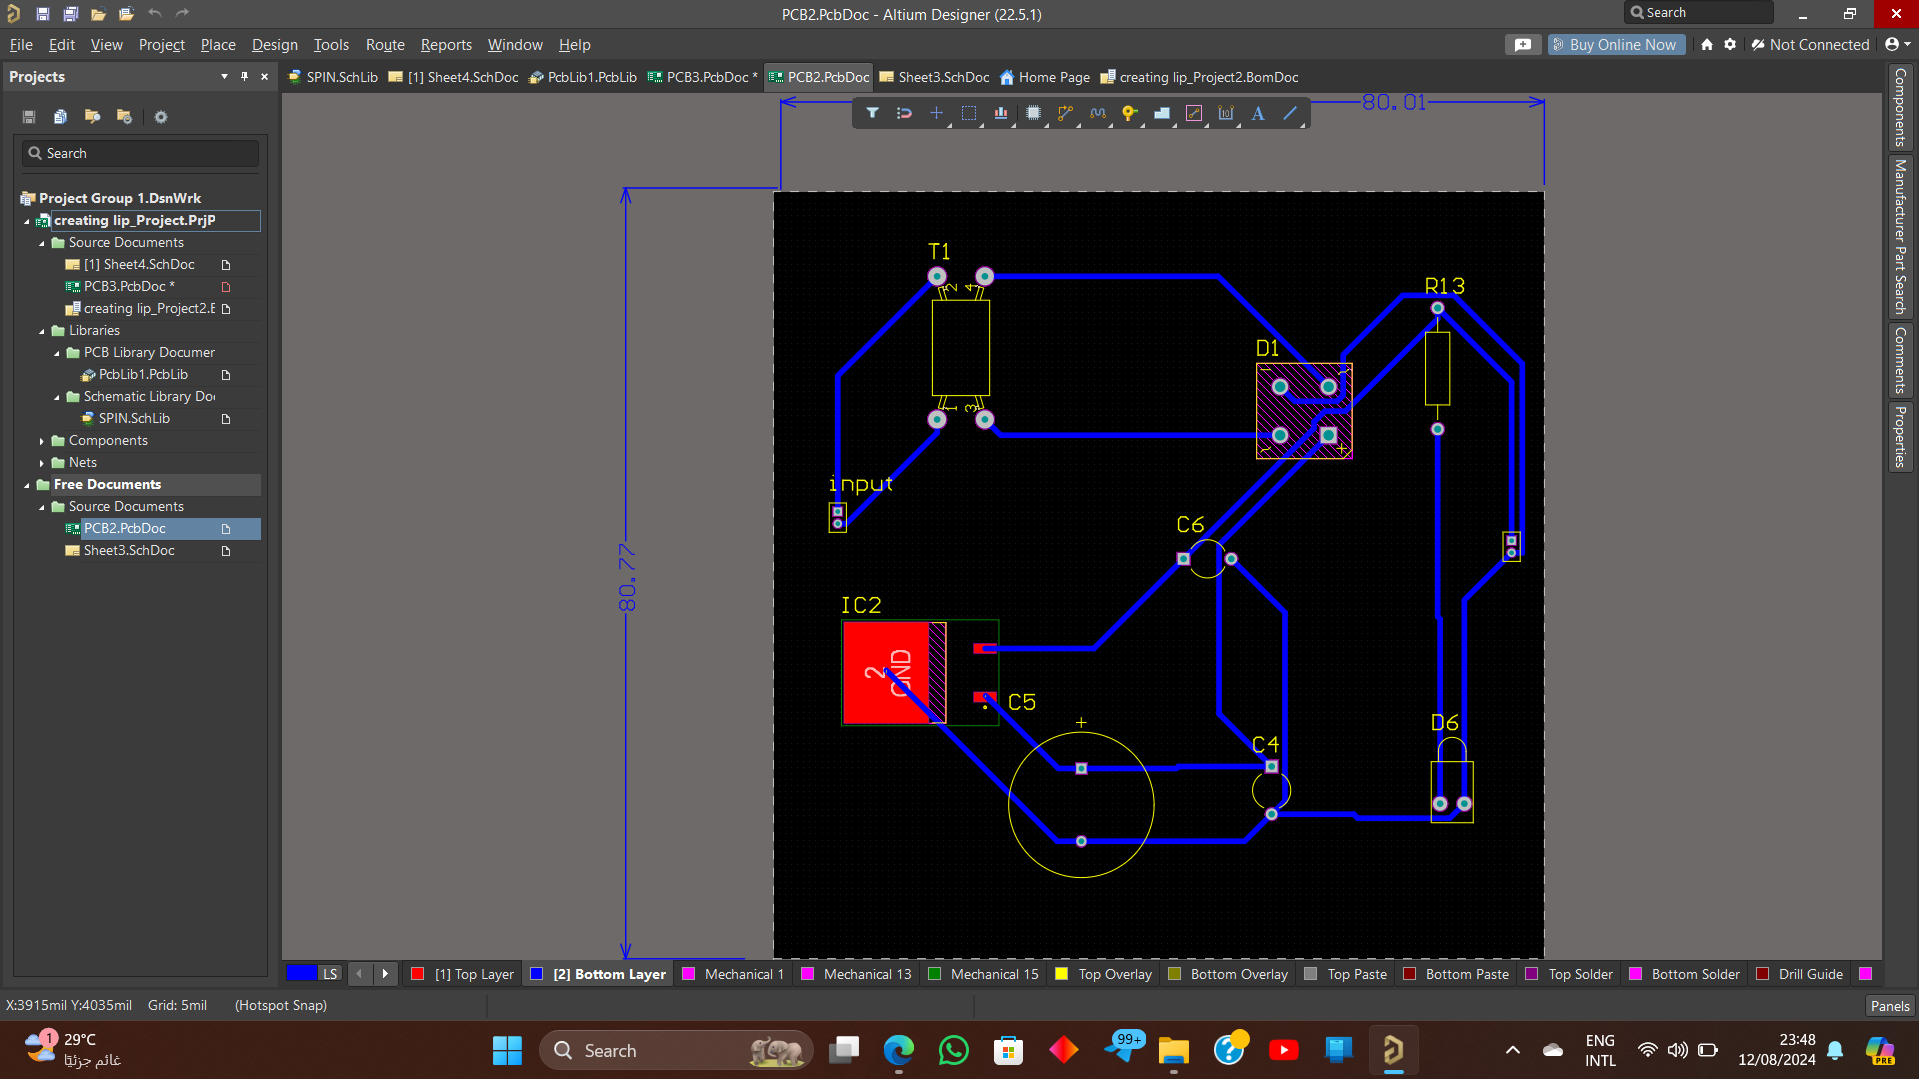 PCB2.PcbDoc - Altium Designer (22.5.1)
Search
File Edit View Project Place Design Tools Route Reports Window Help
Buy Online Now
Not Connected
Projects
SPIN.SchLib
[1] Sheet4.SchDoc
PcbLib1.PcbLib
PCB3.PcbDoc *
PCB2.PcbDoc
Sheet3.SchDoc
Home Page
creating lip_Project2.BomDoc
Search
Project Group 1.DsnWrk
creating lip_Project.PrjP
Source Documents
[1] Sheet4.SchDoc
PCB3.PcbDoc *
creating lip_Project2.E
Libraries
PCB Library Documer
PcbLib1.PcbLib
Schematic Library Do
SPIN.SchLib
Components
Nets
Free Documents
Source Documents
PCB2.PcbDoc
Sheet3.SchDoc
80.01
80.77
T1
2
4
1
3
R13
D1
+
input
C6
IC2
2
GND
C5
+
C4
D6
Components
Manufacturer Part Search
Comments
Properties
LS
[1] Top Layer
[2] Bottom Layer
Mechanical 1
Mechanical 13
Mechanical 15
Top Overlay
Bottom Overlay
Top Paste
Bottom Paste
Top Solder
Bottom Solder
Drill Guide
X:3915mil Y:4035mil Grid: 5mil (Hotspot Snap)
Panels
1
29°C
غائم جزئيًا
Search
99+
PRE
ENG
INTL
23:48
12/08/2024